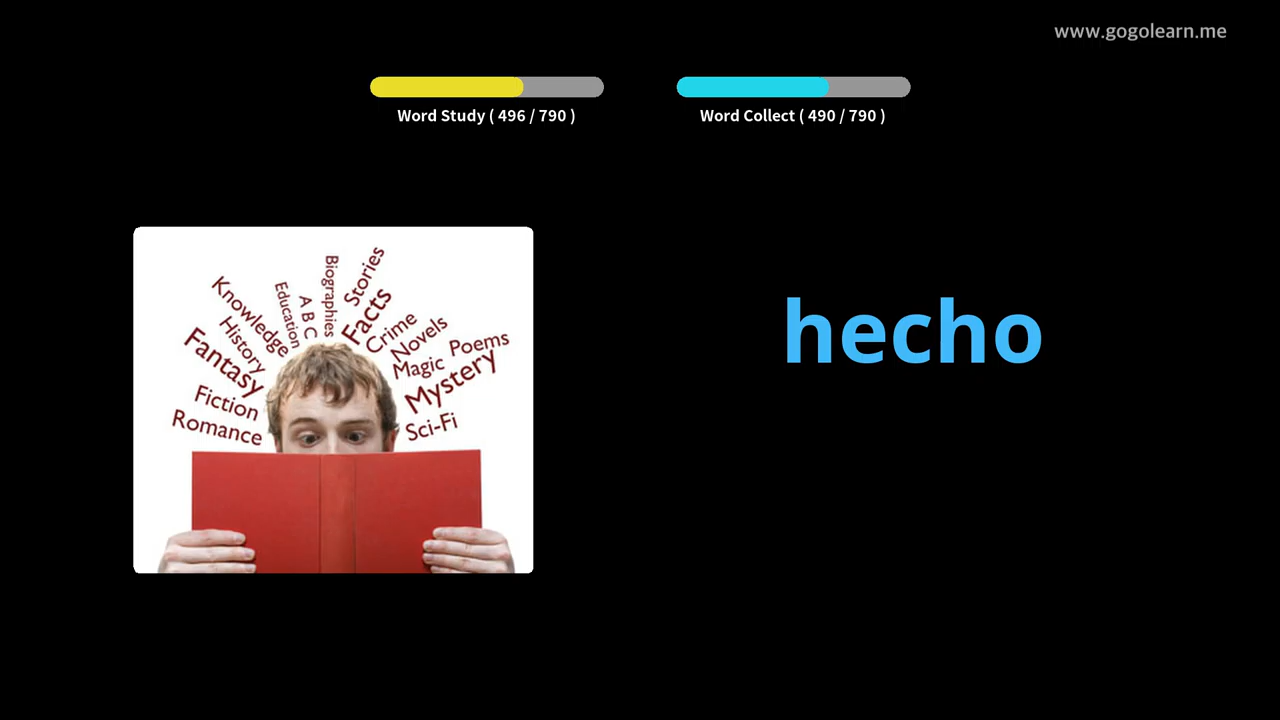 www.gogolearn.me
Word Study ( 496 / 790 )
Word Collect ( 490 / 790 )
hecho
Romance
Fiction
Fantasy
History
Knowledge
Education
A B C
Biographies
Stories
Facts
Crime
Novels
Magic
Poems
Mystery
Sci-Fi